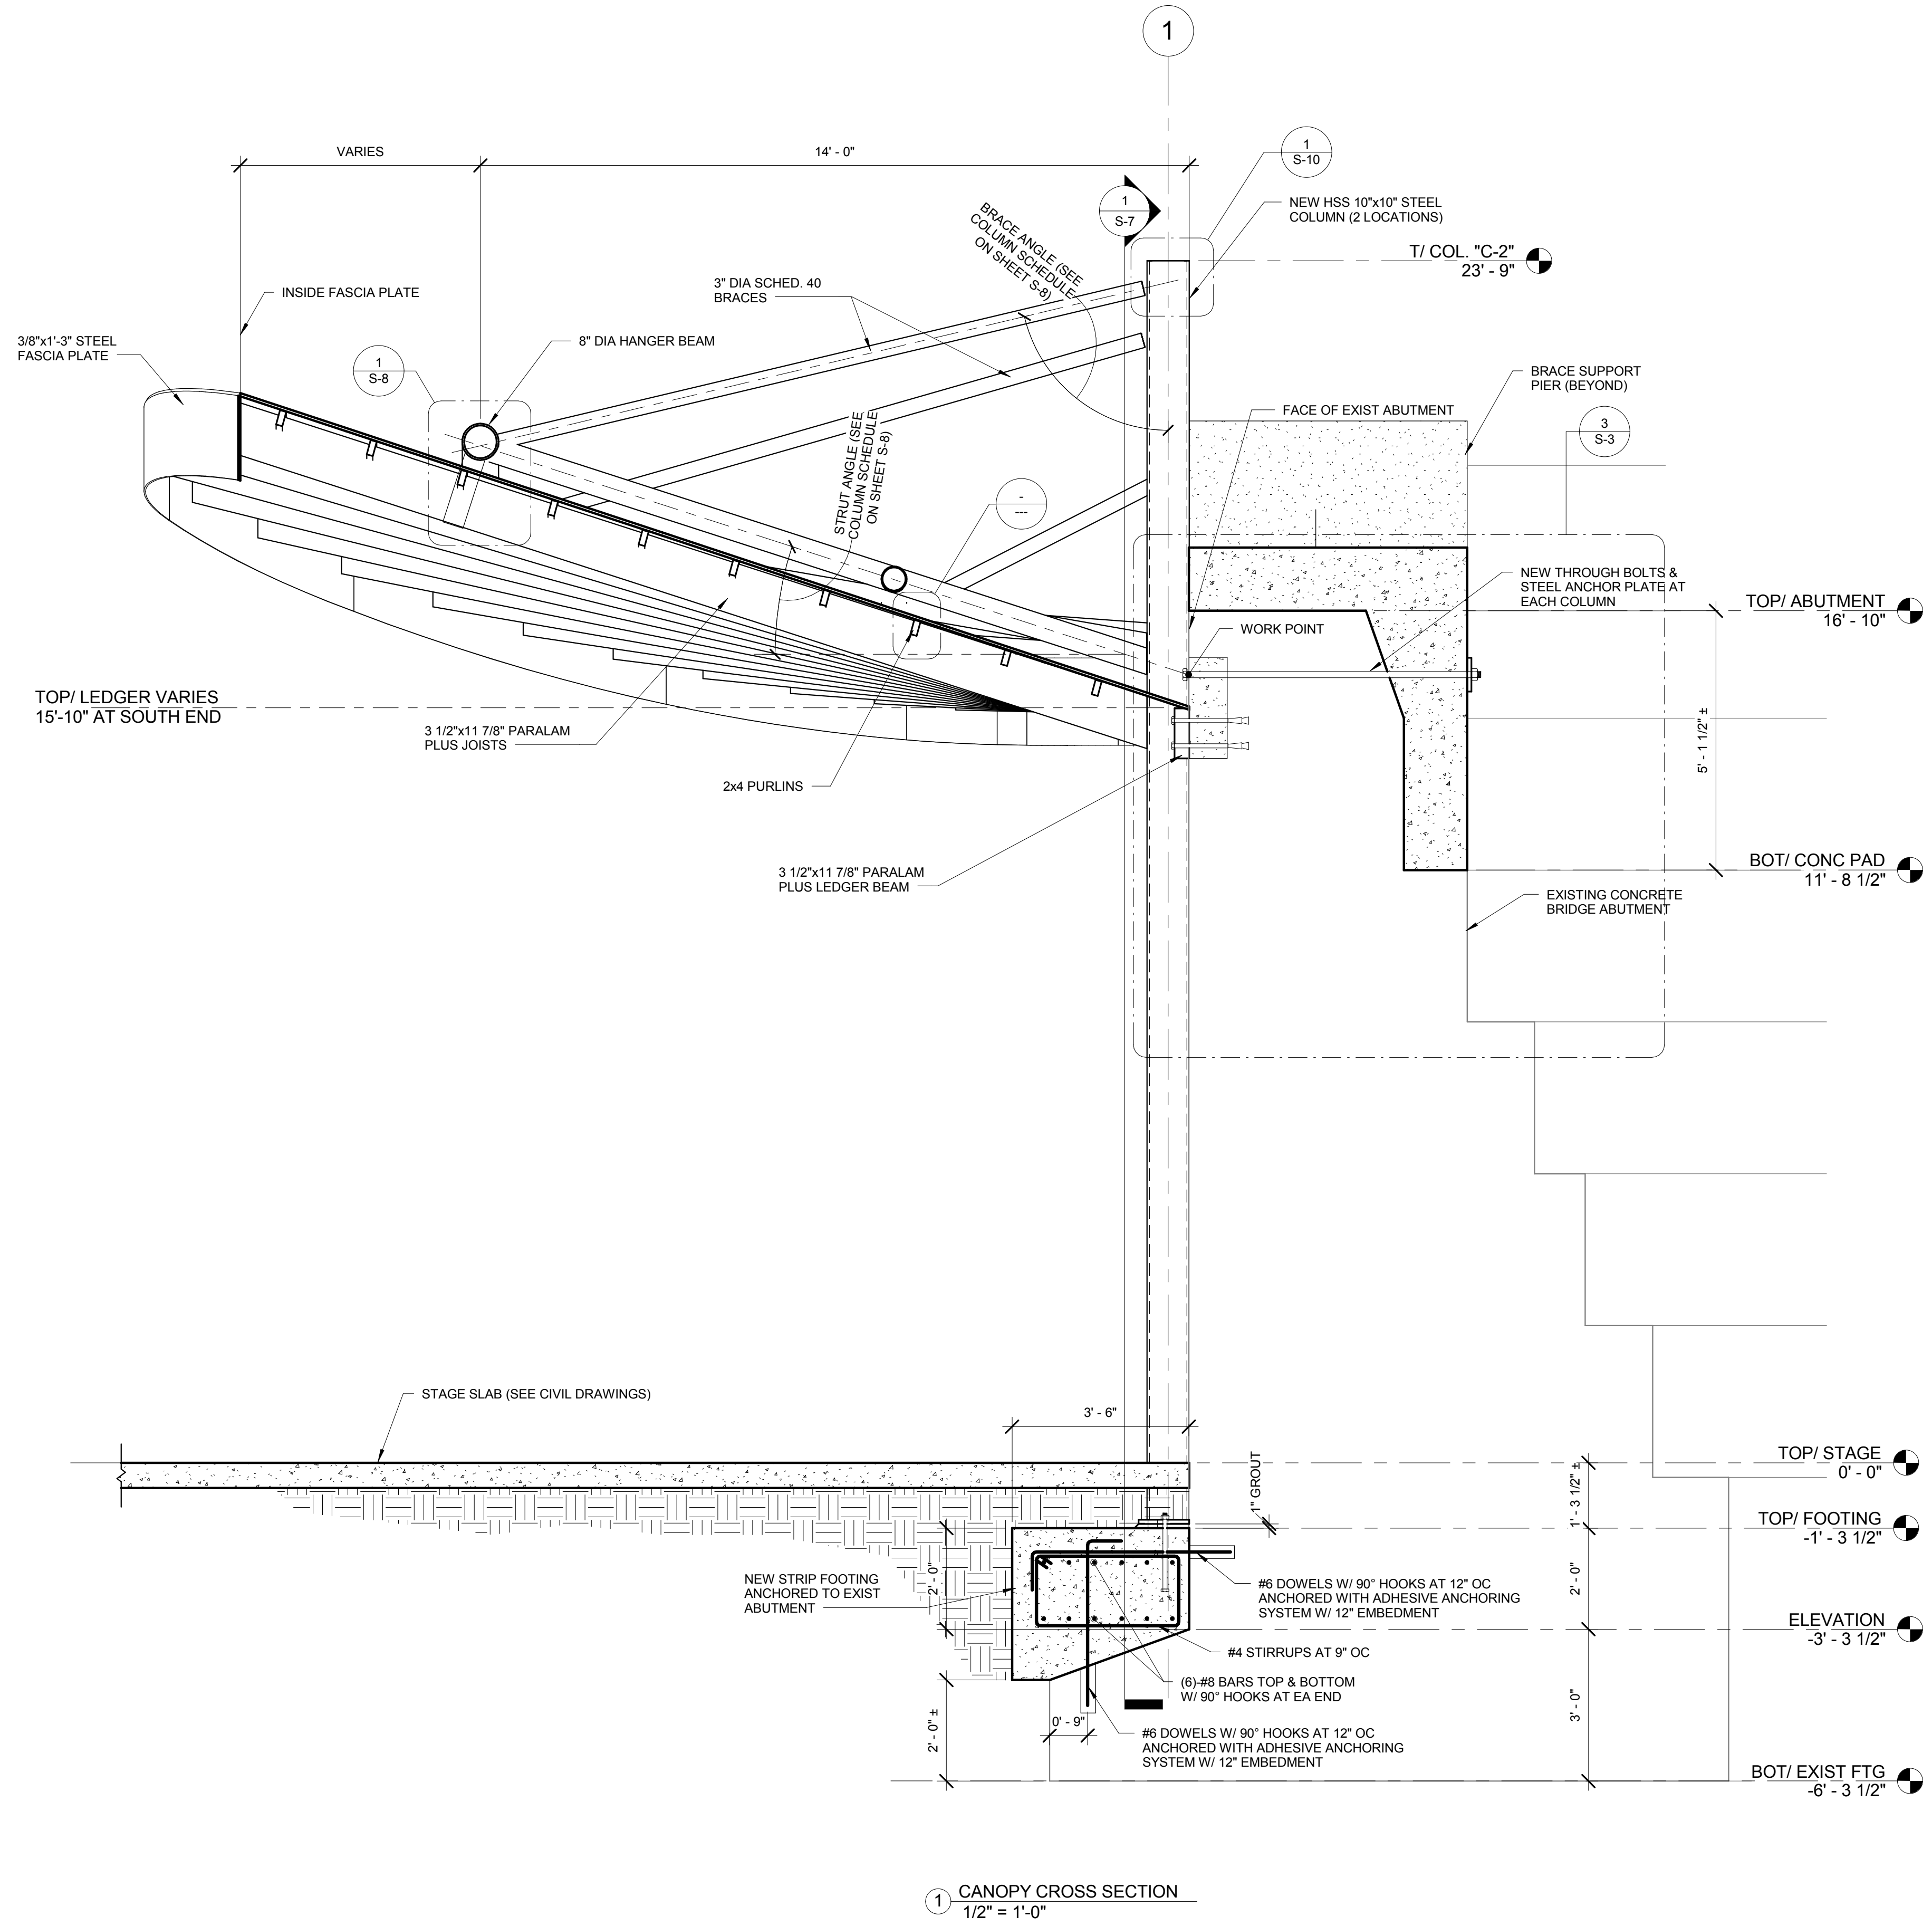 1
VARIES
14' - 0"
1
S-10
1
S-7
NEW HSS 10"x10" STEEL
COLUMN (2 LOCATIONS)
BRACE ANGLE (SEE
COLUMN SCHEDULE
ON SHEET S-8)
T/ COL. "C-2"
23' - 9"
3" DIA SCHED. 40
BRACES
INSIDE FASCIA PLATE
3/8"x1'-3" STEEL
FASCIA PLATE
8" DIA HANGER BEAM
1
S-8
BRACE SUPPORT
PIER (BEYOND)
FACE OF EXIST ABUTMENT
3
S-3
STRUT ANGLE (SEE
COLUMN SCHEDULE
ON SHEET S-8)
-
---
NEW THROUGH BOLTS &
STEEL ANCHOR PLATE AT
EACH COLUMN
TOP/ ABUTMENT
16' - 10"
WORK POINT
TOP/ LEDGER VARIES
15'-10" AT SOUTH END
3 1/2"x11 7/8" PARALAM
PLUS JOISTS
5' - 1 1/2" ±
2x4 PURLINS
3 1/2"x11 7/8" PARALAM
PLUS LEDGER BEAM
BOT/ CONC PAD
11' - 8 1/2"
EXISTING CONCRETE
BRIDGE ABUTMENT
STAGE SLAB (SEE CIVIL DRAWINGS)
3' - 6"
1" GROUT
TOP/ STAGE
0' - 0"
1' - 3 1/2" ±
TOP/ FOOTING
-1' - 3 1/2"
NEW STRIP FOOTING
ANCHORED TO EXIST
ABUTMENT
2' - 0"
#6 DOWELS W/ 90° HOOKS AT 12" OC
ANCHORED WITH ADHESIVE ANCHORING
SYSTEM W/ 12" EMBEDMENT
2' - 0"
ELEVATION
-3' - 3 1/2"
#4 STIRRUPS AT 9" OC
(6)-#8 BARS TOP & BOTTOM
W/ 90° HOOKS AT EA END
2' - 0" ±
0' - 9"
3' - 0"
#6 DOWELS W/ 90° HOOKS AT 12" OC
ANCHORED WITH ADHESIVE ANCHORING
SYSTEM W/ 12" EMBEDMENT
BOT/ EXIST FTG
-6' - 3 1/2"
1
CANOPY CROSS SECTION
1/2" = 1'-0"